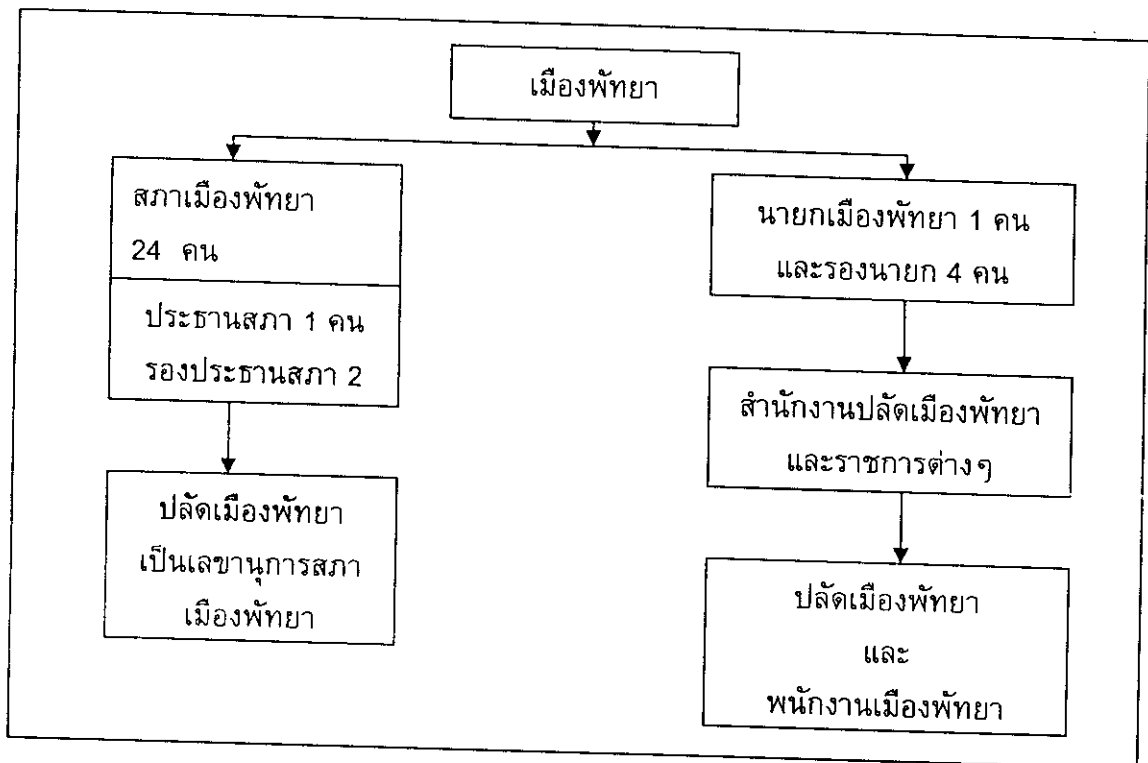 เมืองพัทยา
สภาเมืองพัทยา
24 คน
ประธานสภา 1 คน
รองประธานสภา 2
ปลัดเมืองพัทยา
เป็นเลขานุการสภา
เมืองพัทยา
นายกเมืองพัทยา 1 คน
และรองนายก 4 คน
สำนักงานปลัดเมืองพัทยา
และราชการต่างๆ
ปลัดเมืองพัทยา
และ
พนักงานเมืองพัทยา